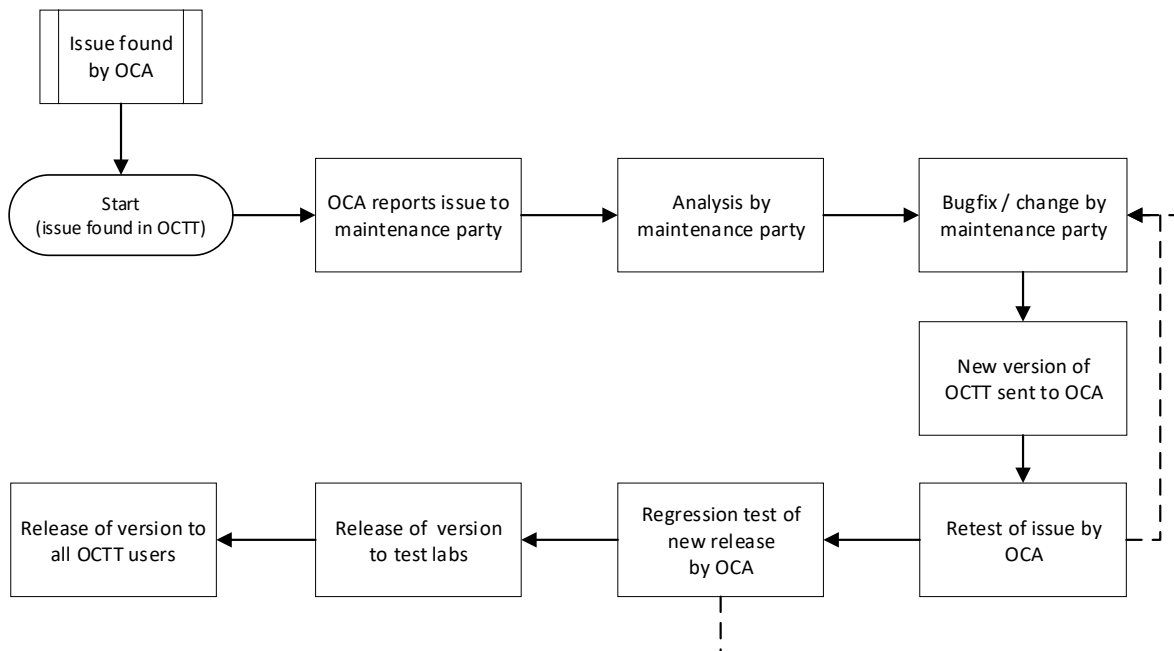 Issue found
by OCA
Start
(issue found in OCTT)
OCA reports issue to
maintenance party
Analysis by
maintenance party
Bugfix / change by
maintenance party
New version of
OCTT sent to OCA
Retest of issue by
OCA
Regression test of
new release
by OCA
Release of version
to test labs
Release of version to
all OCTT users